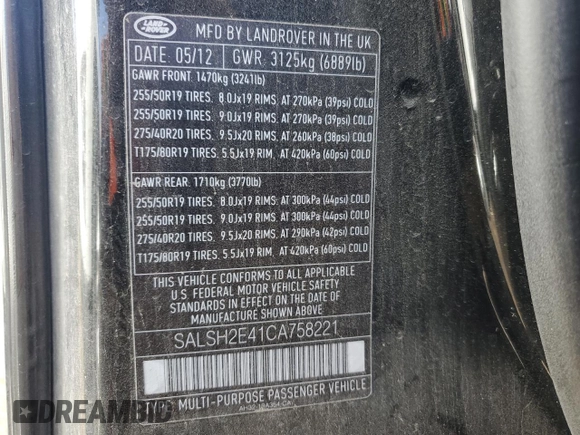 LAND ROVER
MFD BY LANDROVER IN THE UK
DATE 05/12 GWR 3125kg (6889lb)
GAWR FRONT 1470kg (3241lb)
255/50R19 TIRES. 8.0Jx19 RIMS. AT 270kPa (39psi) COLD
255/50R19 TIRES. 9.0Jx19 RIMS. AT 270kPa (39psi) COLD
275/40R20 TIRES. 9.5Jx20 RIMS. AT 260kPa (38psi) COLD
T175/80R19 TIRES. 5.5Jx19 RIM. AT 420kPa (60psi) COLD
GAWR REAR: 1710kg (3770lb)
255/50R19 TIRES. 8.0Jx19 RIMS. AT 300kPa (44psi) COLD
255/50R19 TIRES. 9.0Jx19 RIMS. AT 300kPa (44psi) COLD
275/40R20 TIRES. 9.5Jx20 RIMS. AT 290kPa (42psi) COLD
T175/80R19 TIRES. 5.5Jx19 RIM. AT 420kPa (60psi) COLD
THIS VEHICLE CONFORMS TO ALL APPLICABLE
U.S. FEDERAL MOTOR VEHICLE SAFETY
STANDARDS IN EFFECT ON THE DATE OF
MANUFACTURE SHOWN ABOVE
SALSH2E41CA758221
MULTI-PURPOSE PASSENGER VEHICLE
AUTOHELPERBOT.COM